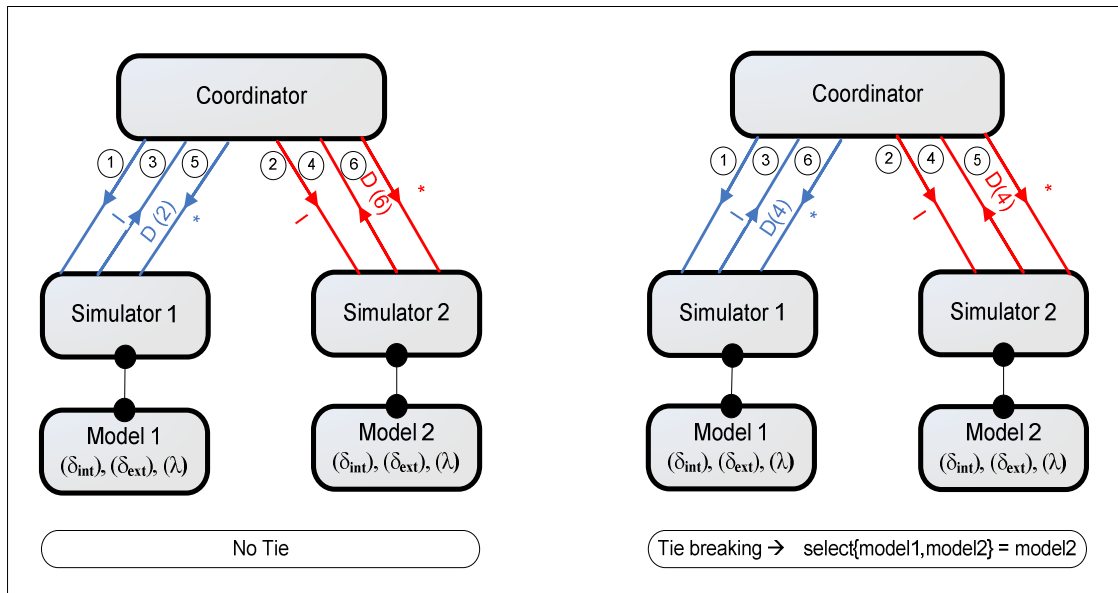 Coordinator
1
3
5
2
4
6
I
D (2)
*
I
D (6)
*
Simulator 1
Simulator 2
Model 1
(δint), (δext), (λ)
Model 2
(δint), (δext), (λ)
No Tie
Coordinator
1
3
6
2
4
5
I
D(4)
*
I
D(4)
*
Simulator 1
Simulator 2
Model 1
(δint), (δext), (λ)
Model 2
(δint), (δext), (λ)
Tie breaking → select{model1,model2} = model2